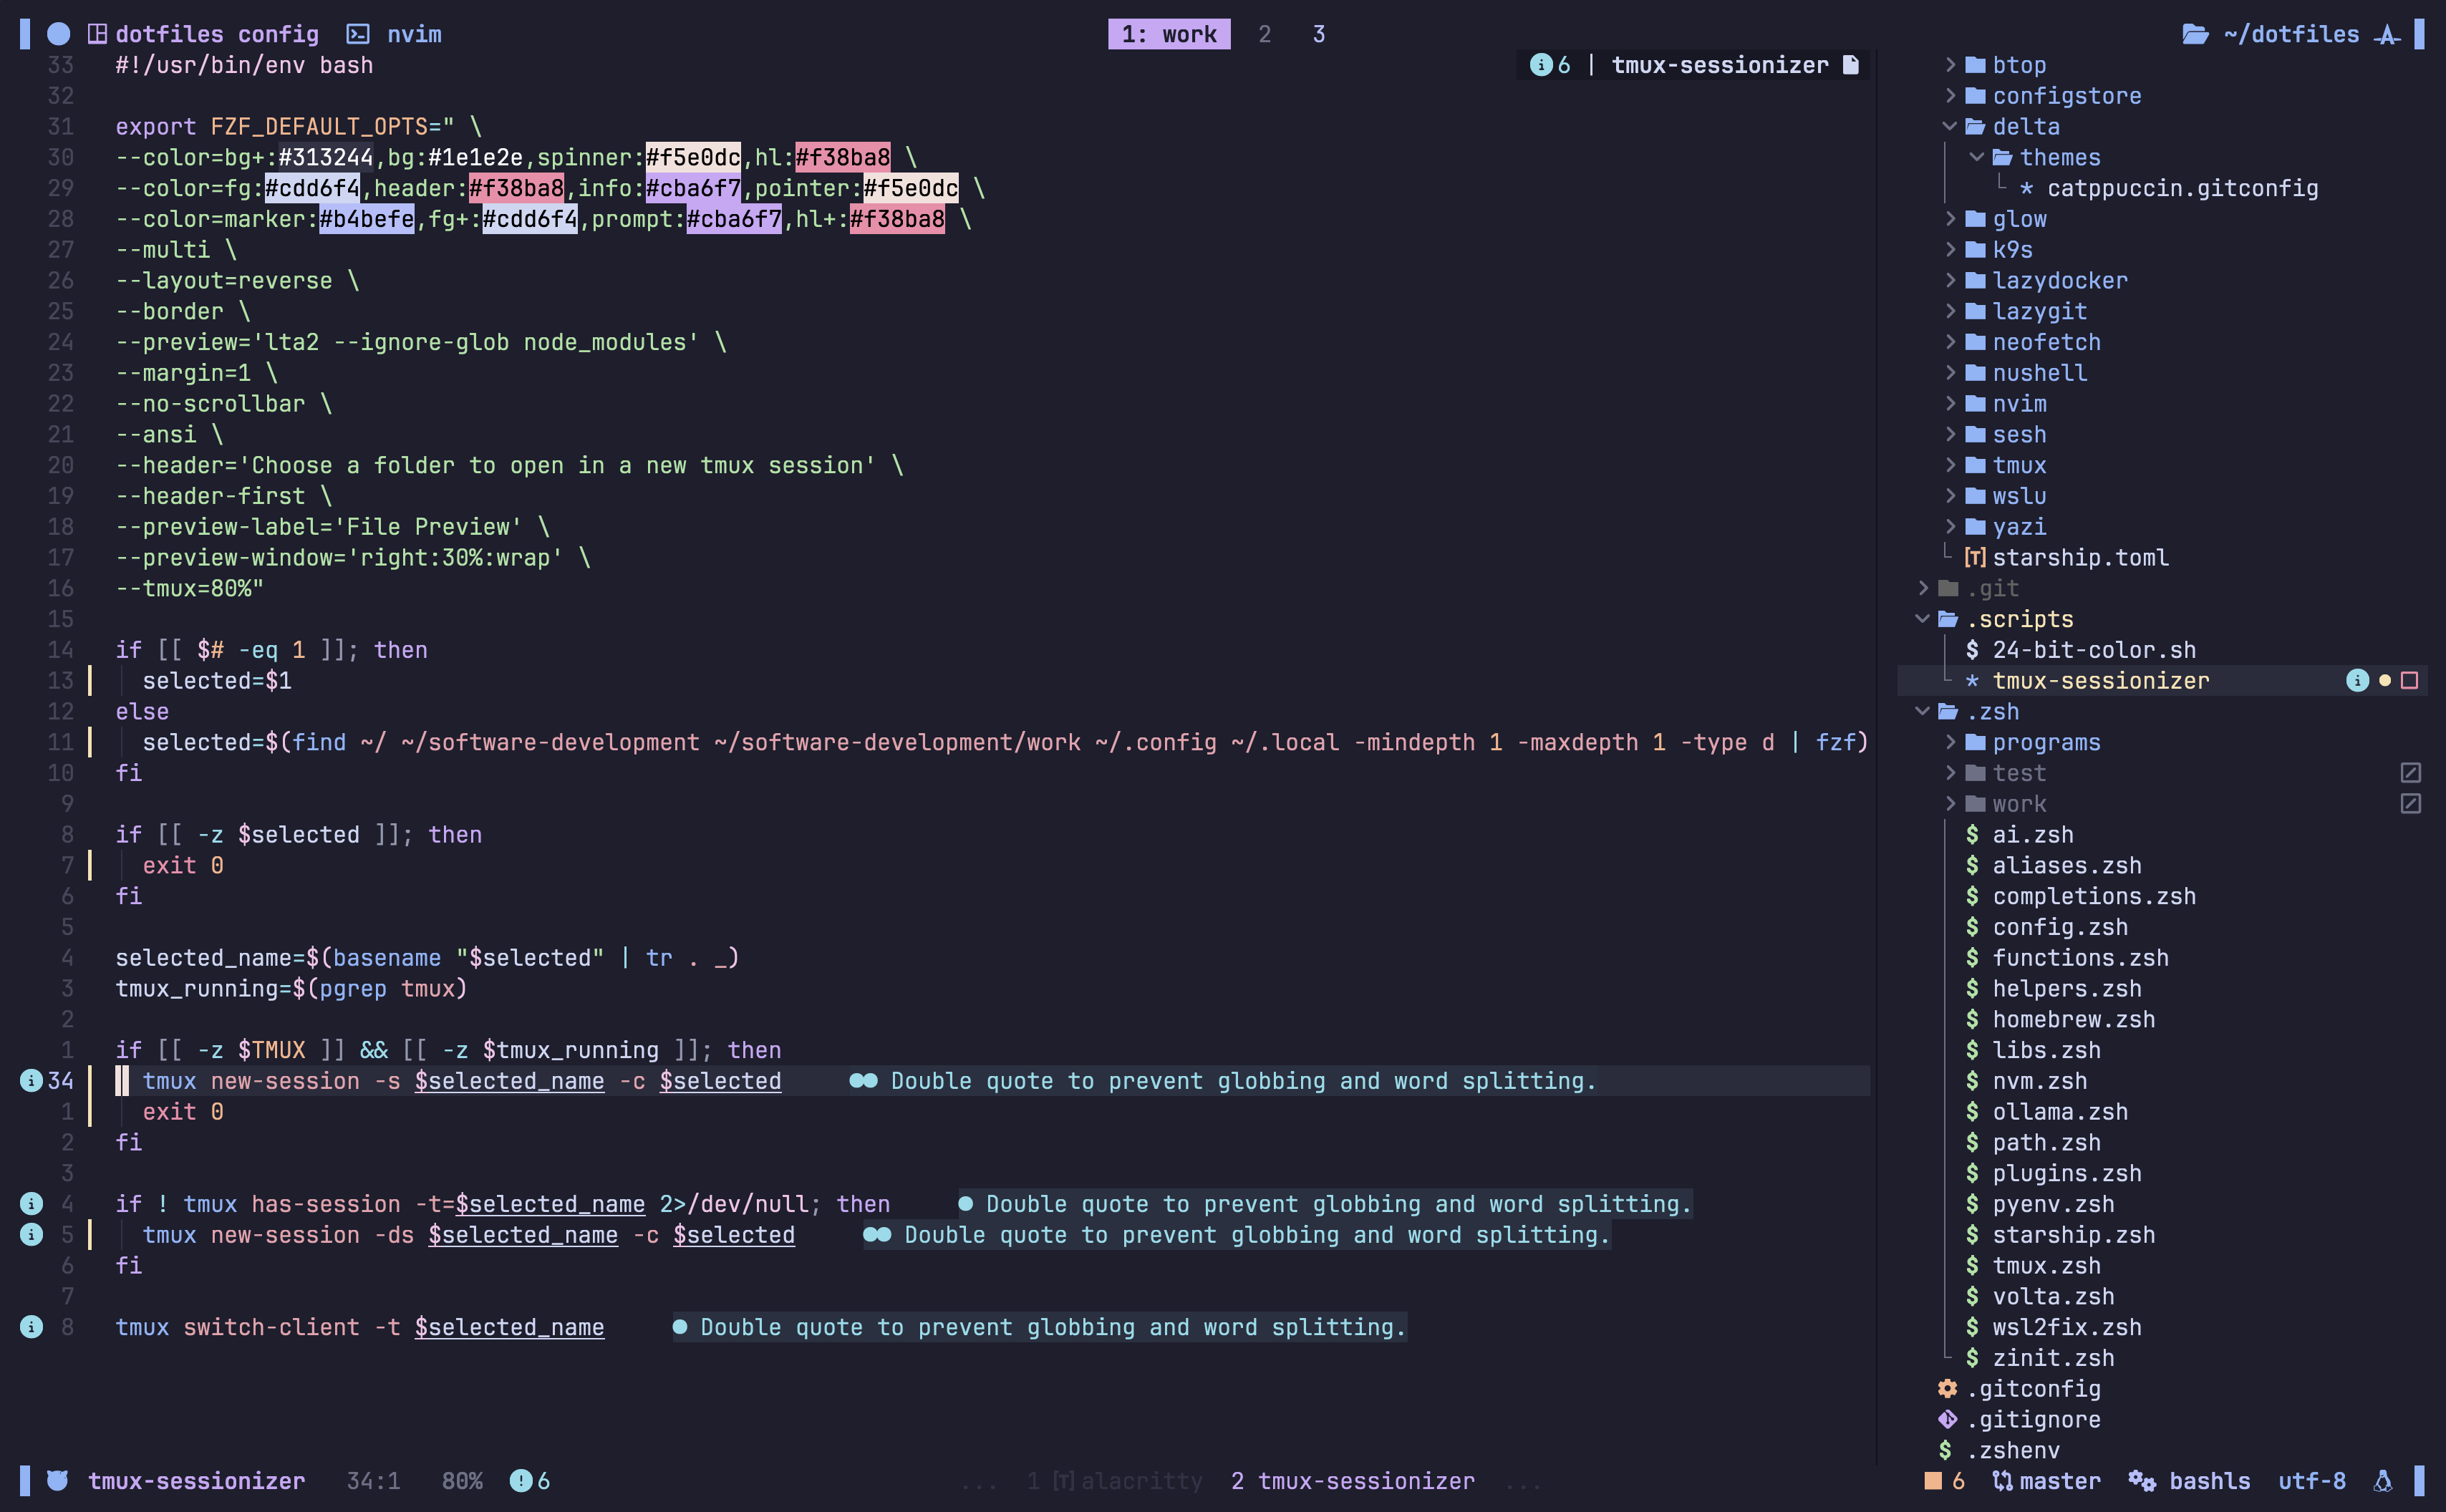 dotfiles config nvim 1: work 2 3 ~/dotfiles
33 #!/usr/bin/env bash
6 | tmux-sessionizer
32
31 export FZF_DEFAULT_OPTS=" \
30 --color=bg+:#313244,bg:#1e1e2e,spinner:#f5e0dc,hl:#f38ba8 \
29 --color=fg:#cdd6f4,header:#f38ba8,info:#cba6f7,pointer:#f5e0dc \
28 --color=marker:#b4befe,fg+:#cdd6f4,prompt:#cba6f7,hl+:#f38ba8 \
27 --multi \
26 --layout=reverse \
25 --border \
24 --preview='lta2 --ignore-glob node_modules' \
23 --margin=1 \
22 --no-scrollbar \
21 --ansi \
20 --header='Choose a folder to open in a new tmux session' \
19 --header-first \
18 --preview-label='File Preview' \
17 --preview-window='right:30%:wrap' \
16 --tmux=80%"
15
14 if [[ $# -eq 1 ]]; then
13 selected=$1
12 else
11 selected=$(find ~/ ~/software-development ~/software-development/work ~/.config ~/.local -mindepth 1 -maxdepth 1 -type d | fzf)
10 fi
9
8 if [[ -z $selected ]]; then
7 exit 0
6 fi
5
4 selected_name=$(basename "$selected" | tr . _)
3 tmux_running=$(pgrep tmux)
2
1 if [[ -z $TMUX ]] && [[ -z $tmux_running ]]; then
34 tmux new-session -s $selected_name -c $selected Double quote to prevent globbing and word splitting.
1 exit 0
2 fi
3
4 if ! tmux has-session -t=$selected_name 2>/dev/null; then Double quote to prevent globbing and word splitting.
5 tmux new-session -ds $selected_name -c $selected Double quote to prevent globbing and word splitting.
6 fi
7
8 tmux switch-client -t $selected_name Double quote to prevent globbing and word splitting.
btop
configstore
delta
themes
* catppuccin.gitconfig
glow
k9s
lazydocker
lazygit
neofetch
nushell
nvim
sesh
tmux
wslu
yazi
[T] starship.toml
.git
.scripts
$ 24-bit-color.sh
* tmux-sessionizer
.zsh
programs
test
work
$ ai.zsh
$ aliases.zsh
$ completions.zsh
$ config.zsh
$ functions.zsh
$ helpers.zsh
$ homebrew.zsh
$ libs.zsh
$ nvm.zsh
$ ollama.zsh
$ path.zsh
$ plugins.zsh
$ pyenv.zsh
$ starship.zsh
$ tmux.zsh
$ volta.zsh
$ wsl2fix.zsh
$ zinit.zsh
.gitconfig
.gitignore
$ .zshenv
tmux-sessionizer 34:1 80% 6 ... 1 [T] alacritty 2 tmux-sessionizer ... 6 master bashls utf-8